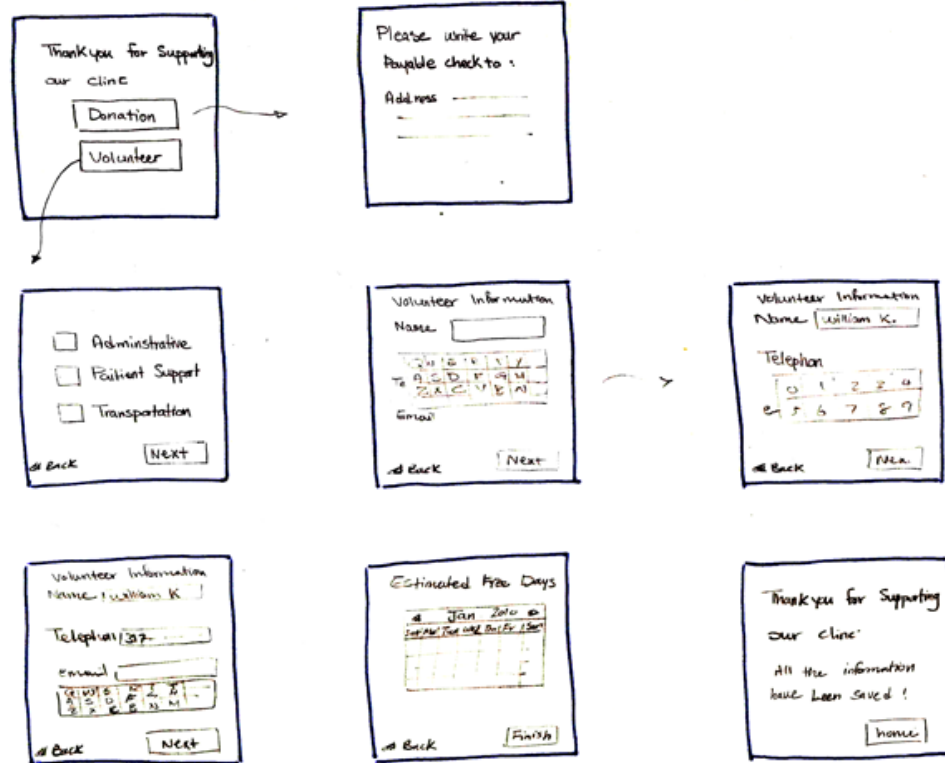 Thank you for Supporting
our clinc
Donation
Volunteer
Please write your
Payable check to :
Address
Adminstrative
Paitient Support
Transportation
Back
Next
Volunteer Information
Name
A S D F G H
Z X C V B N
Email
Back
Next
Volunteer Information
Name william K.
Telephon
0 1 2 3 4
5 6 7 8 9
Back
Volunteer Information
Name : william K
Telephon 317
Email
Back
Next
Estimated Free Days
Jan 2010
Back
Finish
Thank you for Supporting
our clinc
All the information
have been saved !
home